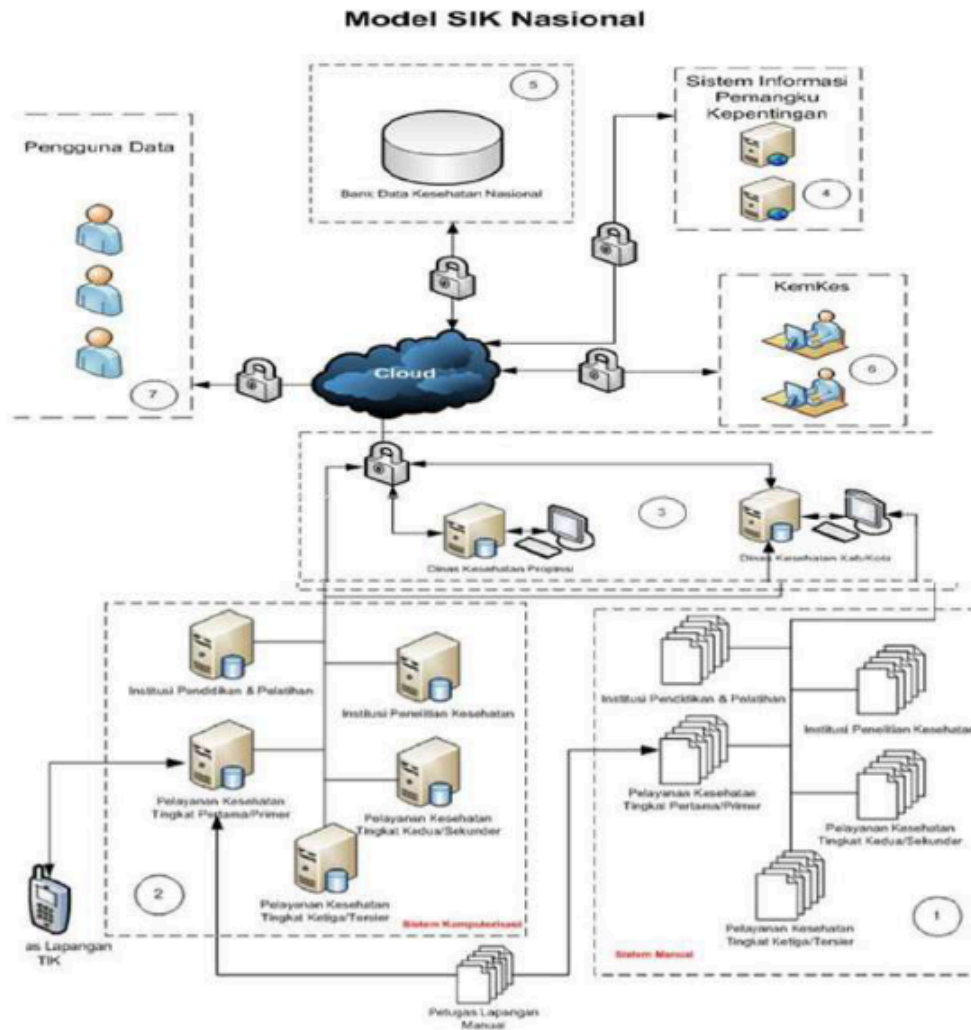 Model SIK Nasional
5
Sistem Informasi
Pemangku
Kepentingan
4
Pengguna Data
7
Bank Data Kesehatan Nasional
KemKes
6
Cloud
3
Dinas Kesehatan Propinsi
Dinas Kesehatan Kab/Kota
Institusi Pendidikan & Pelatihan
Institusi Penelitian Kesehatan
Pelayanan Kesehatan
Tingkat Pertama/Primer
Pelayanan Kesehatan
Tingkat Kedua/Sekunder
Pelayanan Kesehatan
Tingkat Ketiga/Tersier
2
Sistem Komputerisasi
Institusi Pendidikan & Pelatihan
Institusi Penelitian Kesehatan
Pelayanan Kesehatan
Tingkat Pertama/Primer
Pelayanan Kesehatan
Tingkat Kedua/Sekunder
Pelayanan Kesehatan
Tingkat Ketiga/Tersier
1
Sistem Manual
as Lapangan
TIK
Petugas Lapangan
Manual